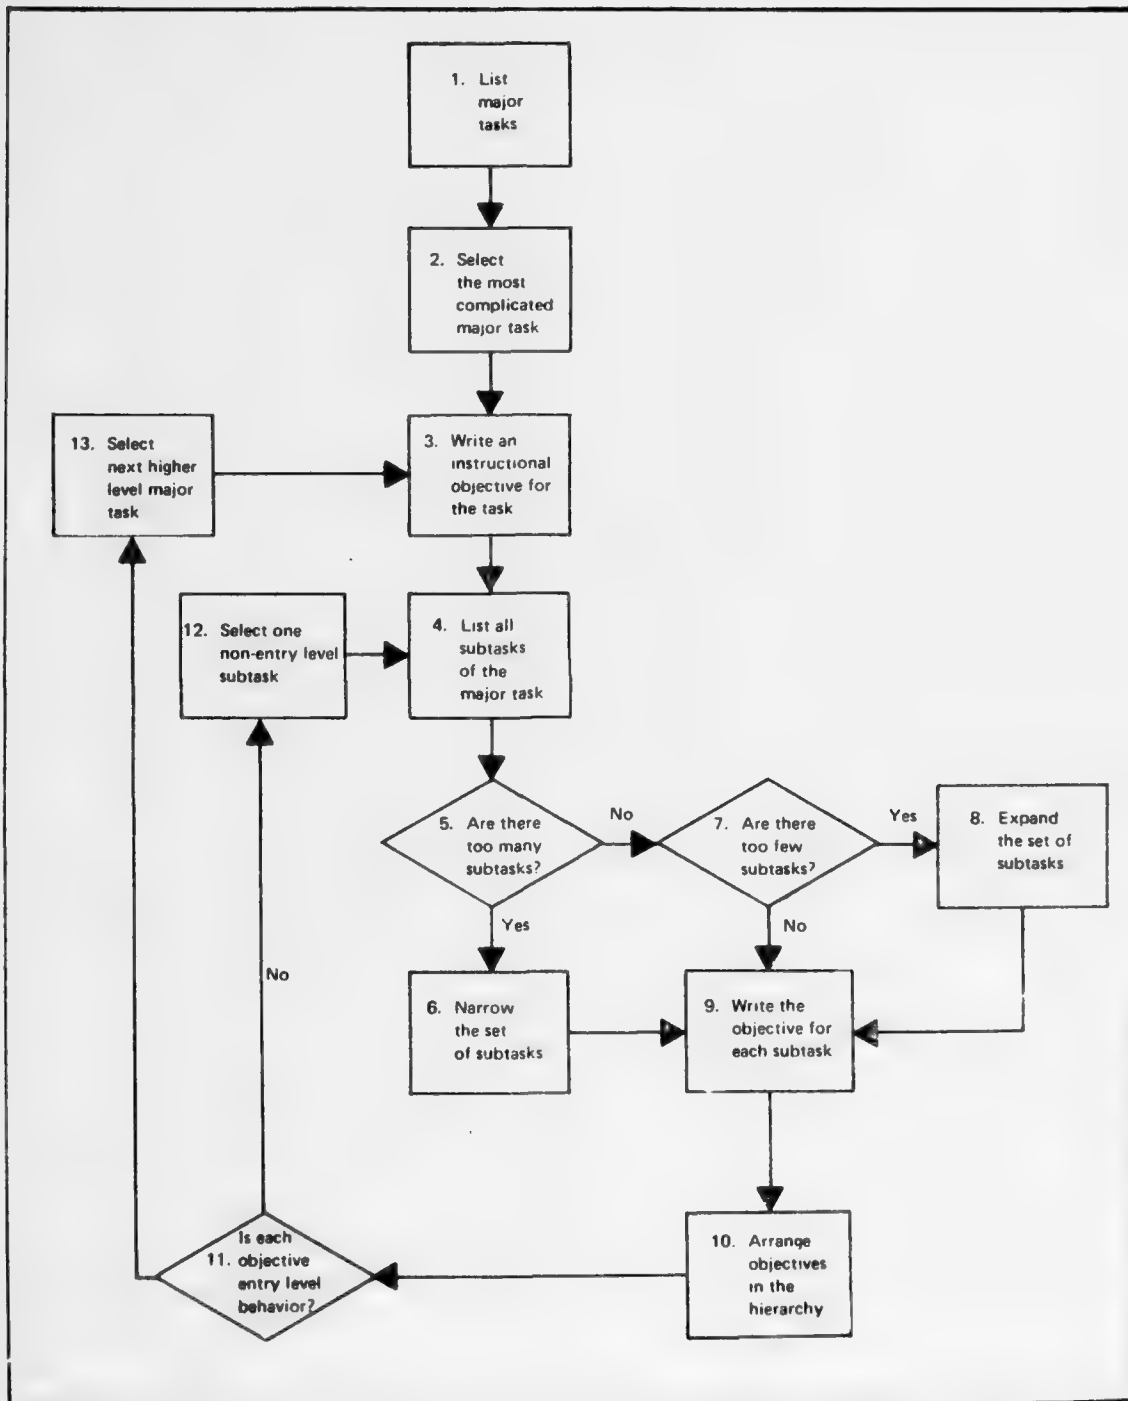 1. List
major
tasks
2. Select
the most
complicated
major task
13. Select
next higher
level major
task
3. Write an
instructional
objective for
the task
12. Select one
non-entry level
subtask
4. List all
subtasks
of the
major task
5. Are there
too many
subtasks?
No
7. Are there
too few
subtasks?
Yes
8. Expand
the set of
subtasks
Yes
No
No
6. Narrow
the set
of subtasks
9. Write the
objective for
each subtask
Is each
11. objective
entry level
behavior?
10. Arrange
objectives
in the
hierarchy